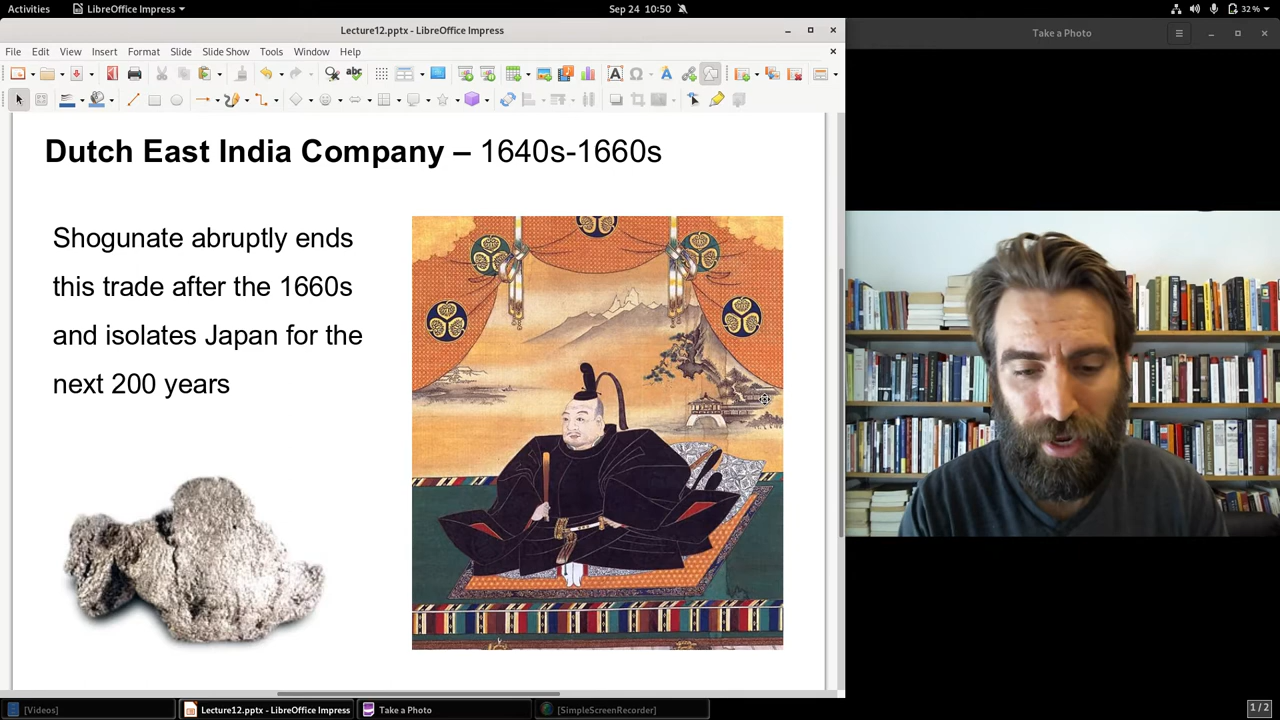 Activities
LibreOffice Impress
Sep 24 10:50
32 %
Lecture12.pptx - LibreOffice Impress
Take a Photo
File Edit View Insert Format Slide Slide Show Tools Window Help
Dutch East India Company – 1640s-1660s
Shogunate abruptly ends
this trade after the 1660s
and isolates Japan for the
next 200 years
[Videos]
Lecture12.pptx - LibreOffice Impress
Take a Photo
[SimpleScreenRecorder]
1 / 2